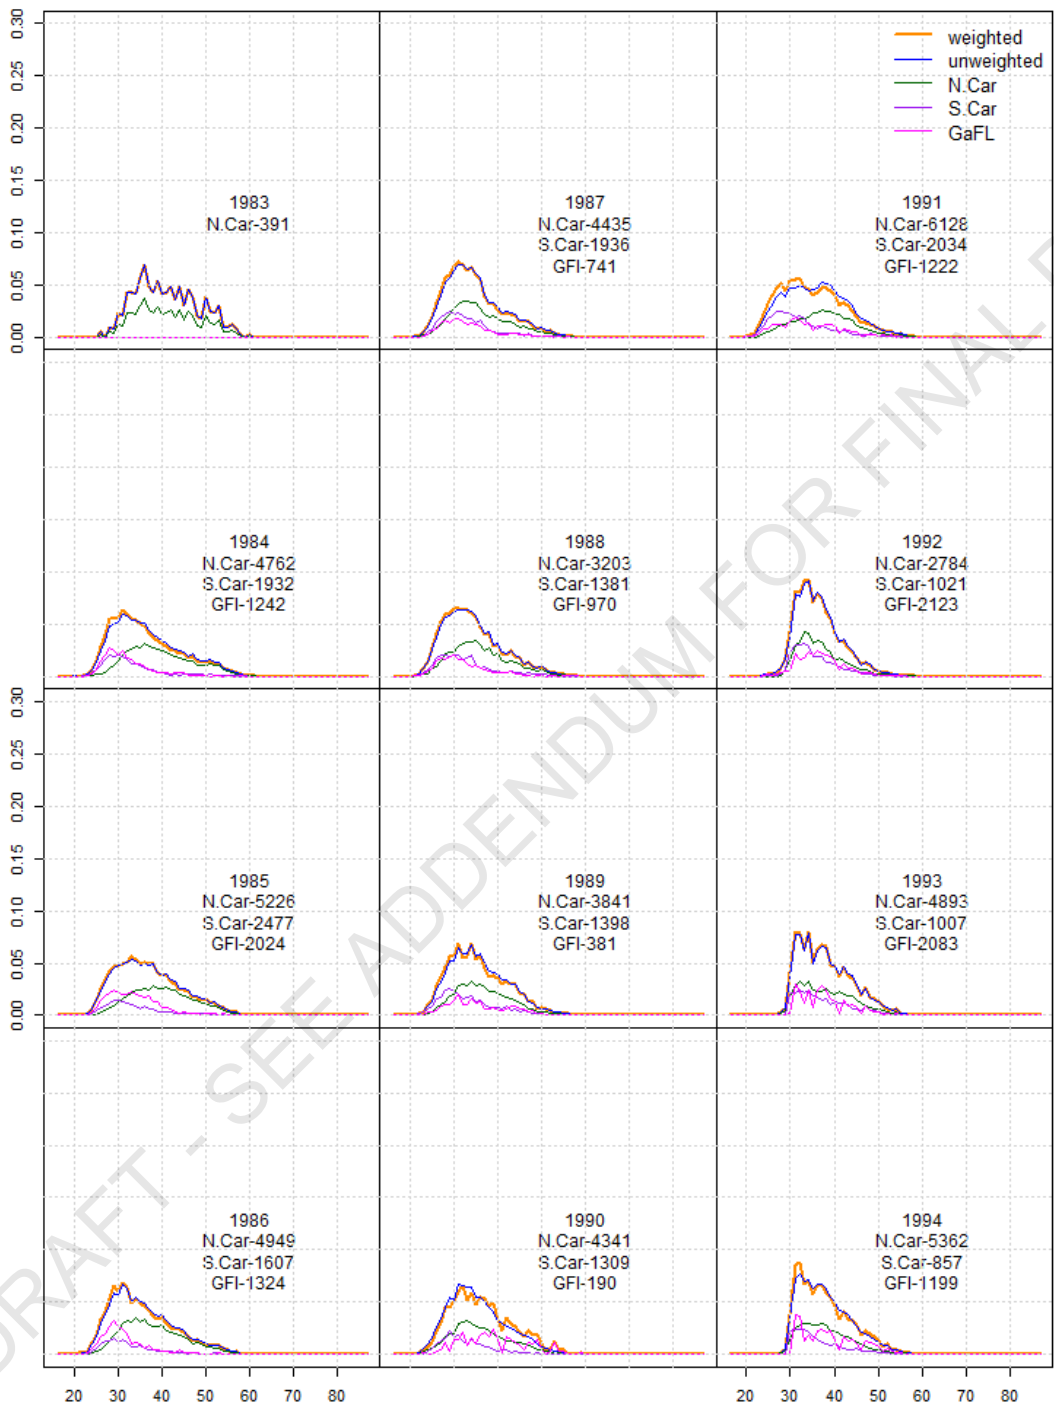 0.30
0.25
0.20
0.15
0.10
0.05
0.00
1983
N.Car-391
1987
N.Car-4435
S.Car-1936
GFI-741
weighted
unweighted
N.Car
S.Car
GaFL
1991
N.Car-6128
S.Car-2034
GFI-1222
1984
N.Car-4762
S.Car-1932
GFI-1242
1988
N.Car-3203
S.Car-1381
GFI-970
1992
N.Car-2784
S.Car-1021
GFI-2123
0.30
0.25
0.20
0.15
0.10
0.05
0.00
1985
N.Car-5226
S.Car-2477
GFI-2024
1989
N.Car-3841
S.Car-1398
GFI-381
1993
N.Car-4893
S.Car-1007
GFI-2083
1986
N.Car-4949
S.Car-1607
GFI-1324
1990
N.Car-4341
S.Car-1309
GFI-190
1994
N.Car-5362
S.Car-857
GFI-1199
20 30 40 50 60 70 80
20 30 40 50 60 70 80
DRAFT - SEE ADDENDUM FOR FINAL